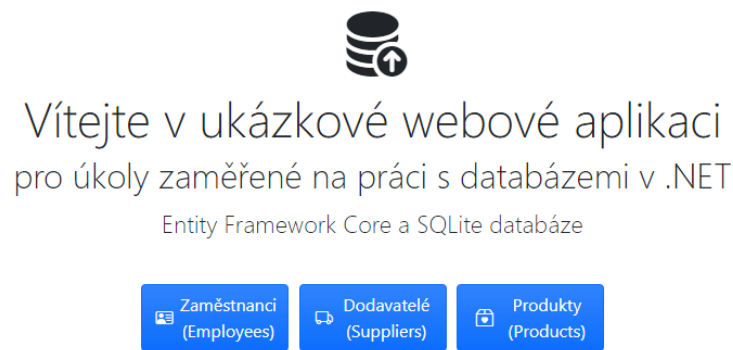 Vítejte v ukázkové webové aplikaci
pro úkoly zaměřené na práci s databázemi v .NET
Entity Framework Core a SQLite databáze
Zaměstnanci
(Employees)
Dodavatelé
(Suppliers)
Produkty
(Products)